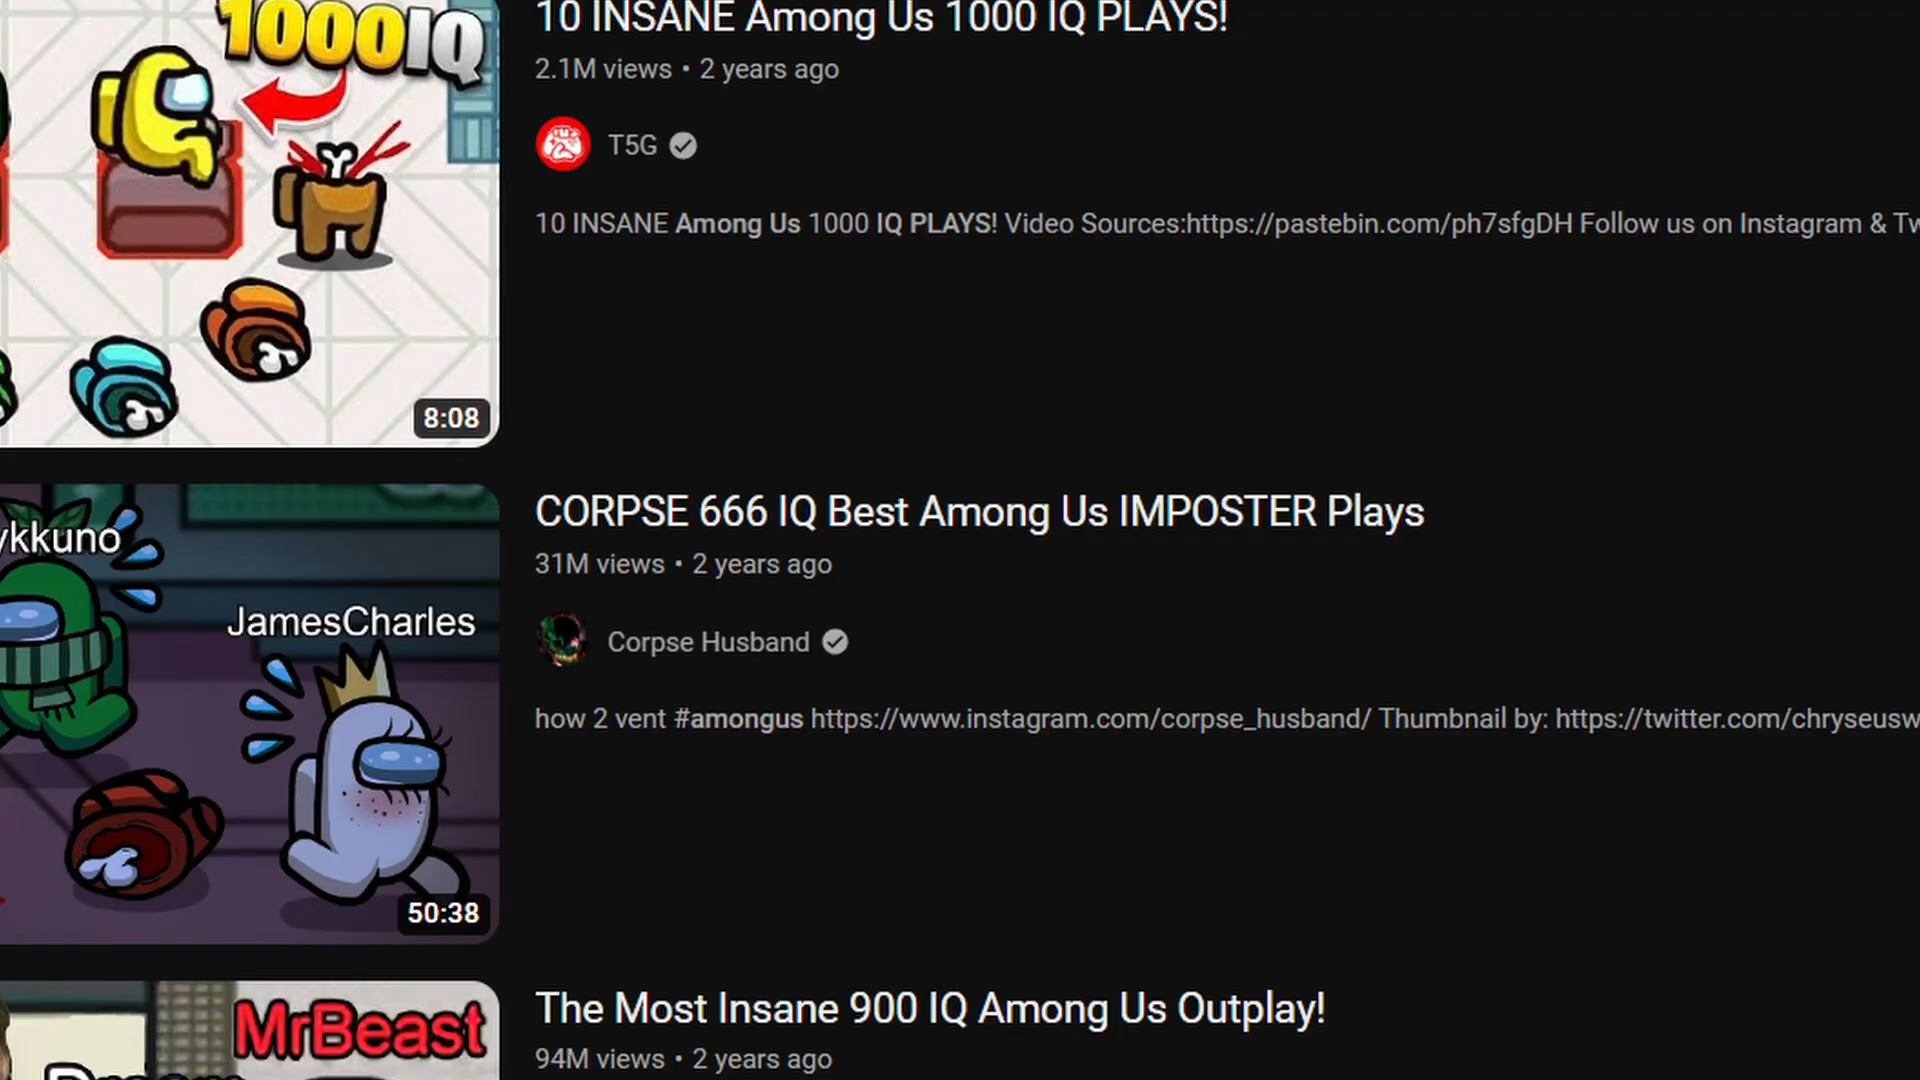 1000IQ
8:08
10 INSANE Among Us 1000 IQ PLAYS!
2.1M views • 2 years ago
T5G
10 INSANE Among Us 1000 IQ PLAYS! Video Sources:https://pastebin.com/ph7sfgDH Follow us on Instagram & Tw
ykkuno
JamesCharles
50:38
CORPSE 666 IQ Best Among Us IMPOSTER Plays
31M views • 2 years ago
Corpse Husband
how 2 vent #amongus https://www.instagram.com/corpse_husband/ Thumbnail by: https://twitter.com/chryseusw
MrBeast
The Most Insane 900 IQ Among Us Outplay!
94M views • 2 years ago